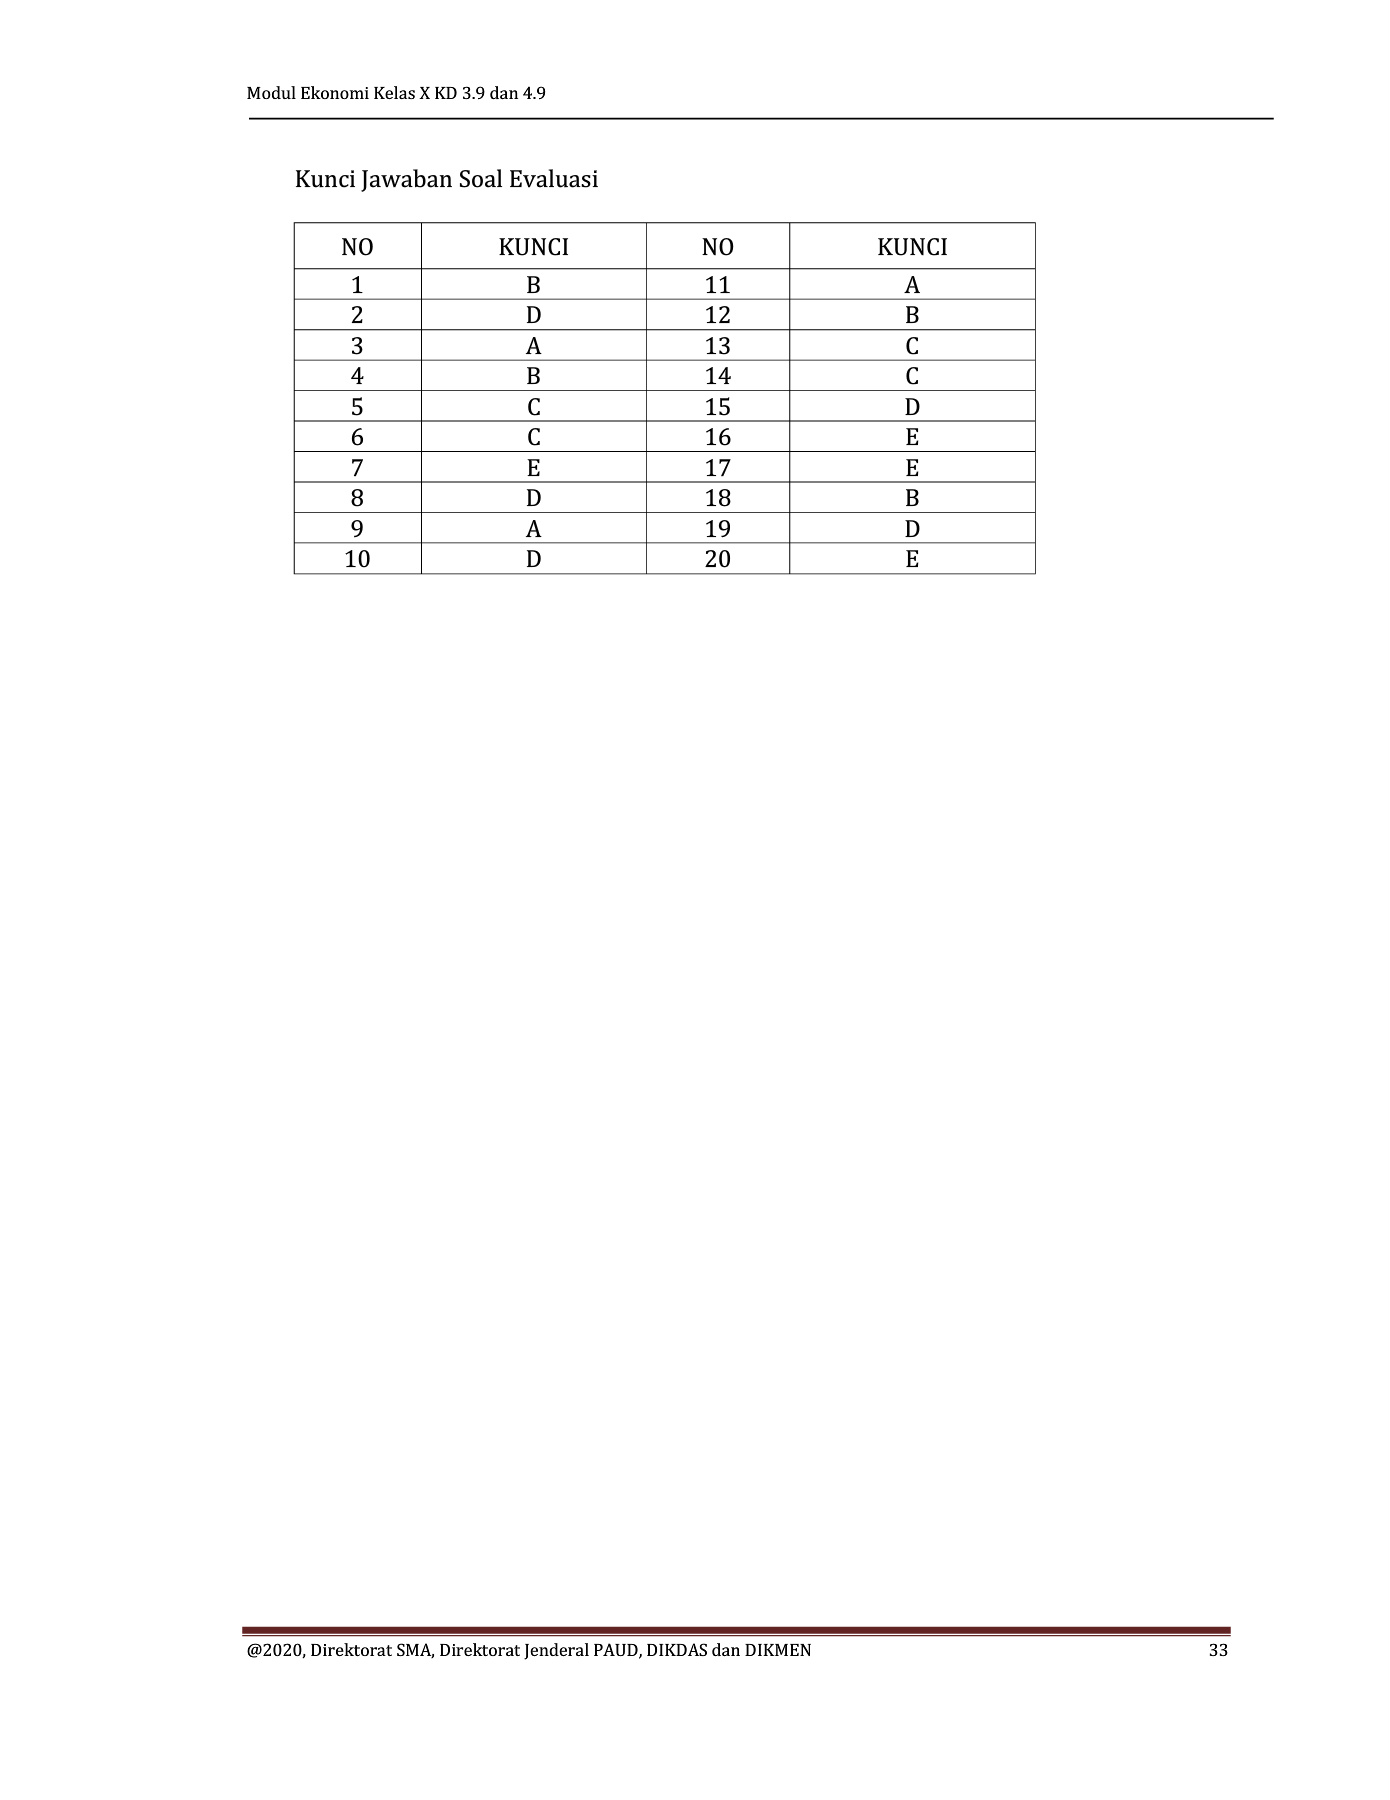 Modul Ekonomi Kelas X KD 3.9 dan 4.9
Kunci Jawaban Soal Evaluasi
NO KUNCI NO KUNCI
1 B 11 A
2 D 12 B
3 A 13 C
4 B 14 C
5 C 15 D
6 C 16 E
7 E 17 E
8 D 18 B
9 A 19 D
10 D 20 E
@2020, Direktorat SMA, Direktorat Jenderal PAUD, DIKDAS dan DIKMEN 33